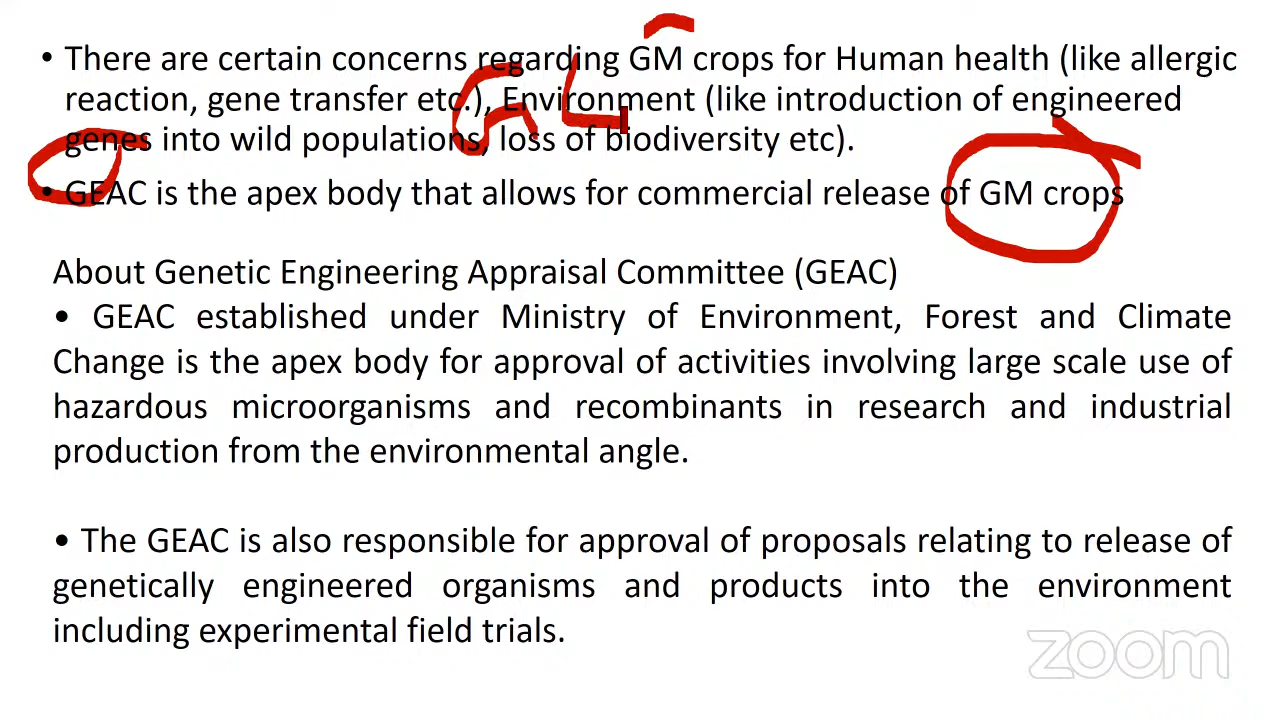 • There are certain concerns regarding GM crops for Human health (like allergic
reaction, gene transfer etc.), Environment (like introduction of engineered
genes into wild populations, loss of biodiversity etc).
• GEAC is the apex body that allows for commercial release of GM crops
About Genetic Engineering Appraisal Committee (GEAC)
• GEAC established under Ministry of Environment, Forest and Climate
Change is the apex body for approval of activities involving large scale use of
hazardous microorganisms and recombinants in research and industrial
production from the environmental angle.
• The GEAC is also responsible for approval of proposals relating to release of
genetically engineered organisms and products into the environment
including experimental field trials.
zoom